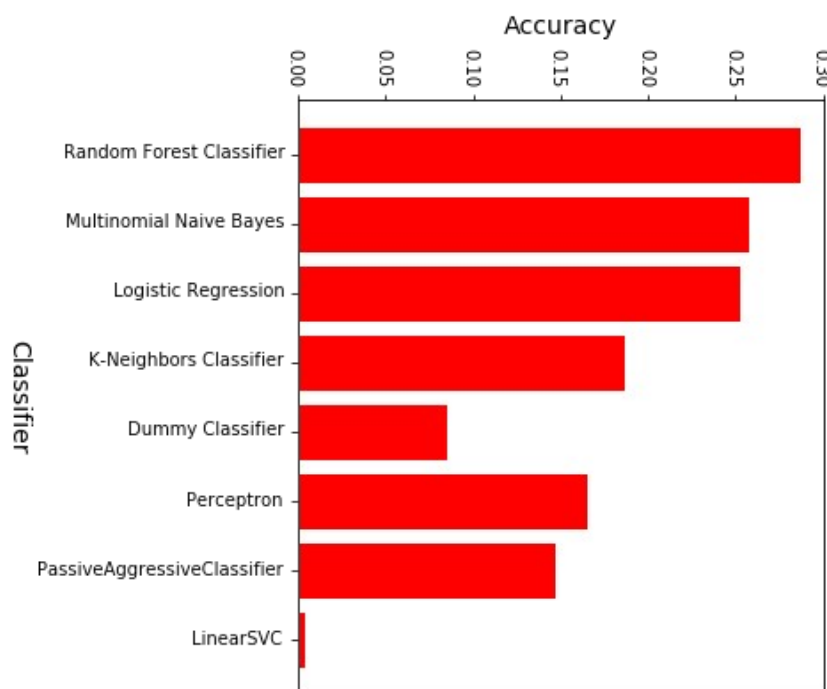 Accuracy
0.00 0.05 0.10 0.15 0.20 0.25 0.30
Random Forest Classifier
Multinomial Naive Bayes
Logistic Regression
K-Neighbors Classifier
Dummy Classifier
Perceptron
PassiveAggressiveClassifier
LinearSVC
Classifier